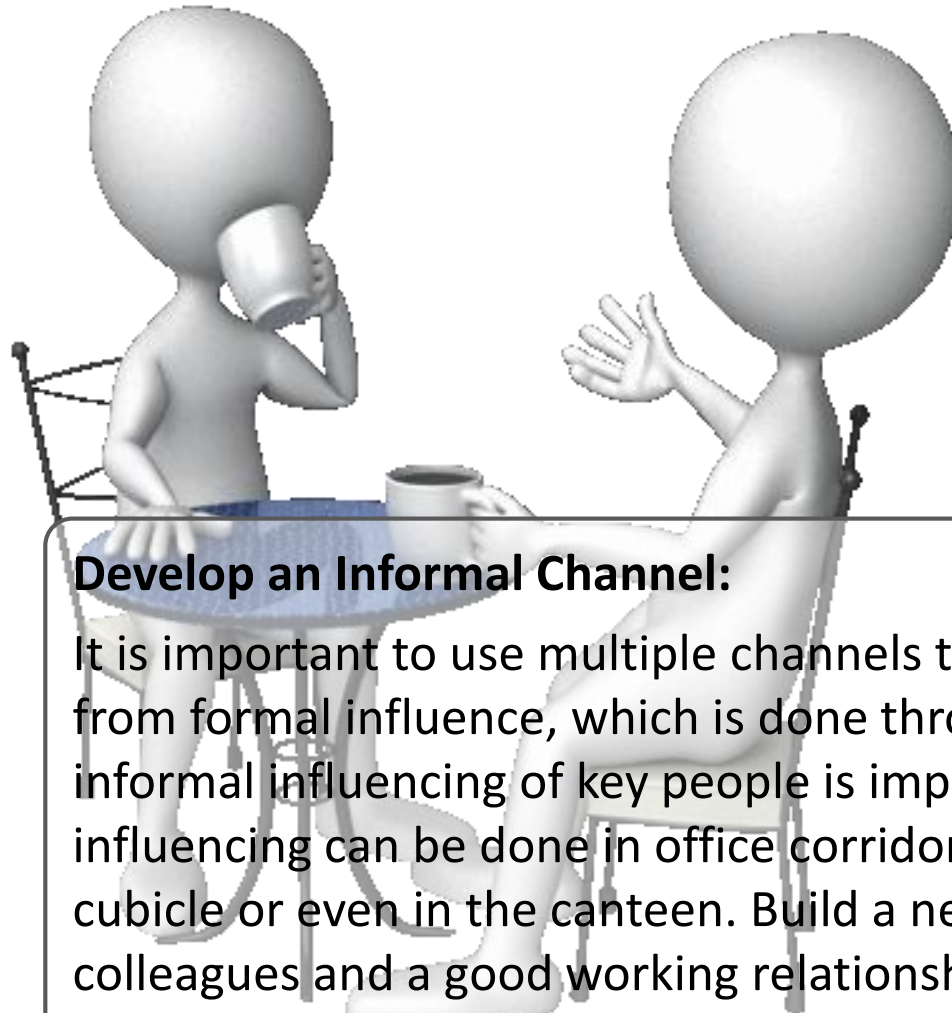 Develop an Informal Channel:
It is important to use multiple channels t
from formal influence, which is done thro
informal influencing of key people is imp
influencing can be done in office corridor
cubicle or even in the canteen. Build a ne
colleagues and a good working relationsh